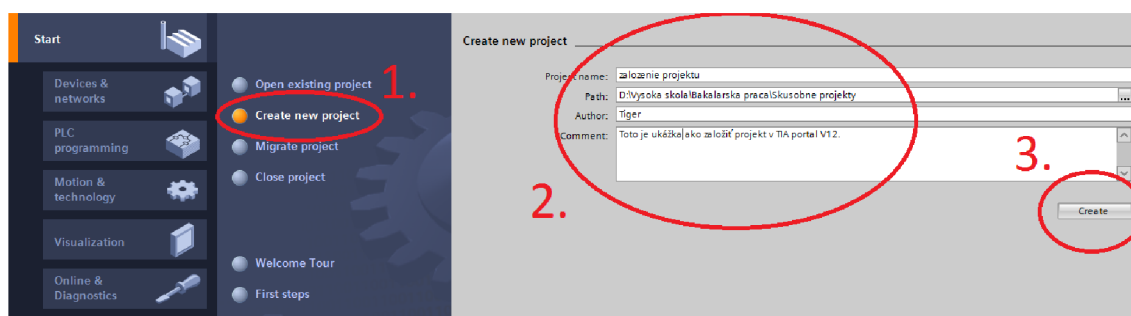 Start
Devices &
networks
PLC
programming
Motion &
technology
Visualization
Online &
Diagnostics
Open existing project
1.
Create new project
Migrate project
Close project
Welcome Tour
First steps
Create new project
Project name: zalozenie projektu
Path: D:\Vysoka skola\Bakalarska praca\Skusobne projekty
...
Author: Tiger
Comment: Toto je ukážka ako založiť projekt v TIA portal V12.
2.
3.
Create